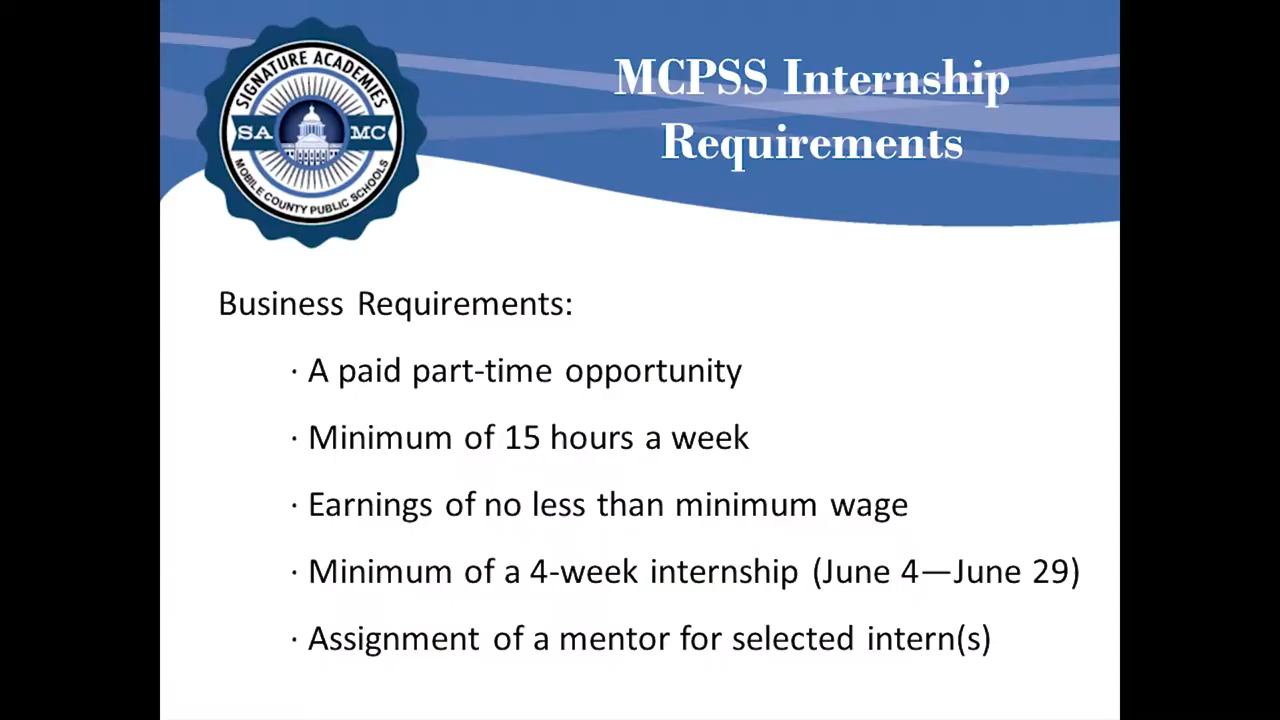 SIGNATURE ACADEMIES
SA MC
MOBILE COUNTY PUBLIC SCHOOLS
MCPSS Internship
Requirements
Business Requirements:
· A paid part-time opportunity
· Minimum of 15 hours a week
· Earnings of no less than minimum wage
· Minimum of a 4-week internship (June 4—June 29)
· Assignment of a mentor for selected intern(s)